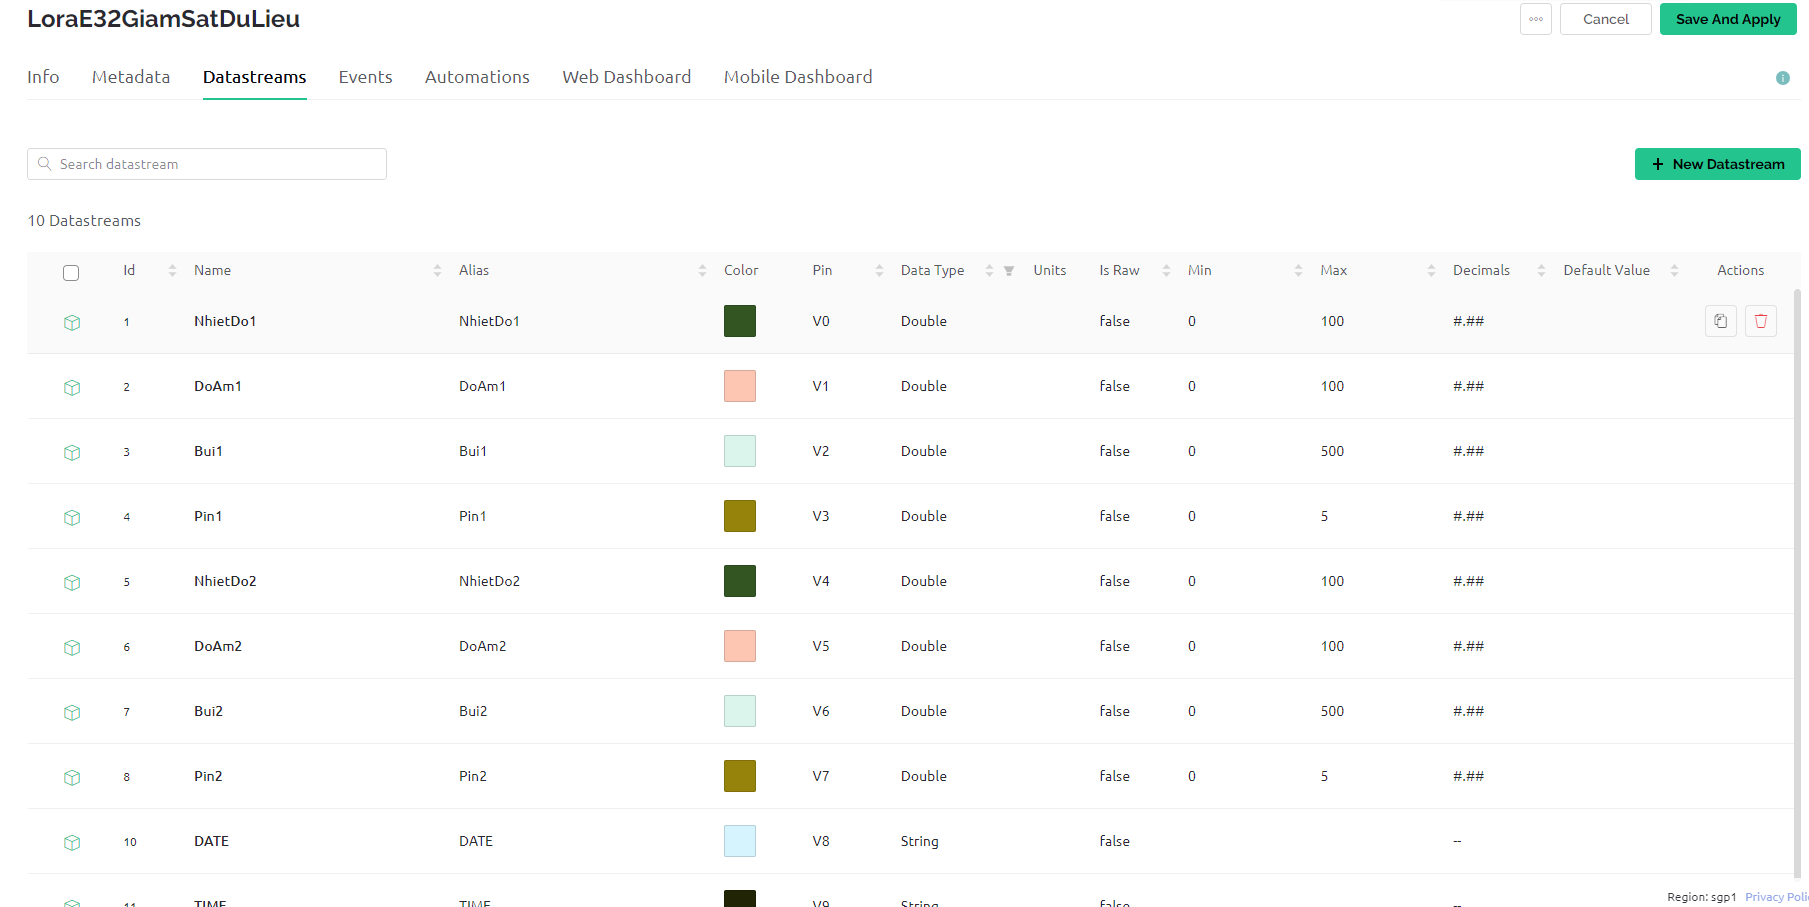 LoraE32GiamSatDuLieu
Cancel Save And Apply
Info Metadata Datastreams Events Automations Web Dashboard Mobile Dashboard
Search datastream
+ New Datastream
10 Datastreams
Id Name Alias Color Pin Data Type Units Is Raw Min Max Decimals Default Value Actions
1 NhietDo1 NhietDo1 V0 Double false 0 100 #.##
2 DoAm1 DoAm1 V1 Double false 0 100 #.##
3 Bui1 Bui1 V2 Double false 0 500 #.##
4 Pin1 Pin1 V3 Double false 0 5 #.##
5 NhietDo2 NhietDo2 V4 Double false 0 100 #.##
6 DoAm2 DoAm2 V5 Double false 0 100 #.##
7 Bui2 Bui2 V6 Double false 0 500 #.##
8 Pin2 Pin2 V7 Double false 0 5 #.##
10 DATE DATE V8 String false --
11 TIME TIME V9 String false --
Region: sgp1 Privacy Poli